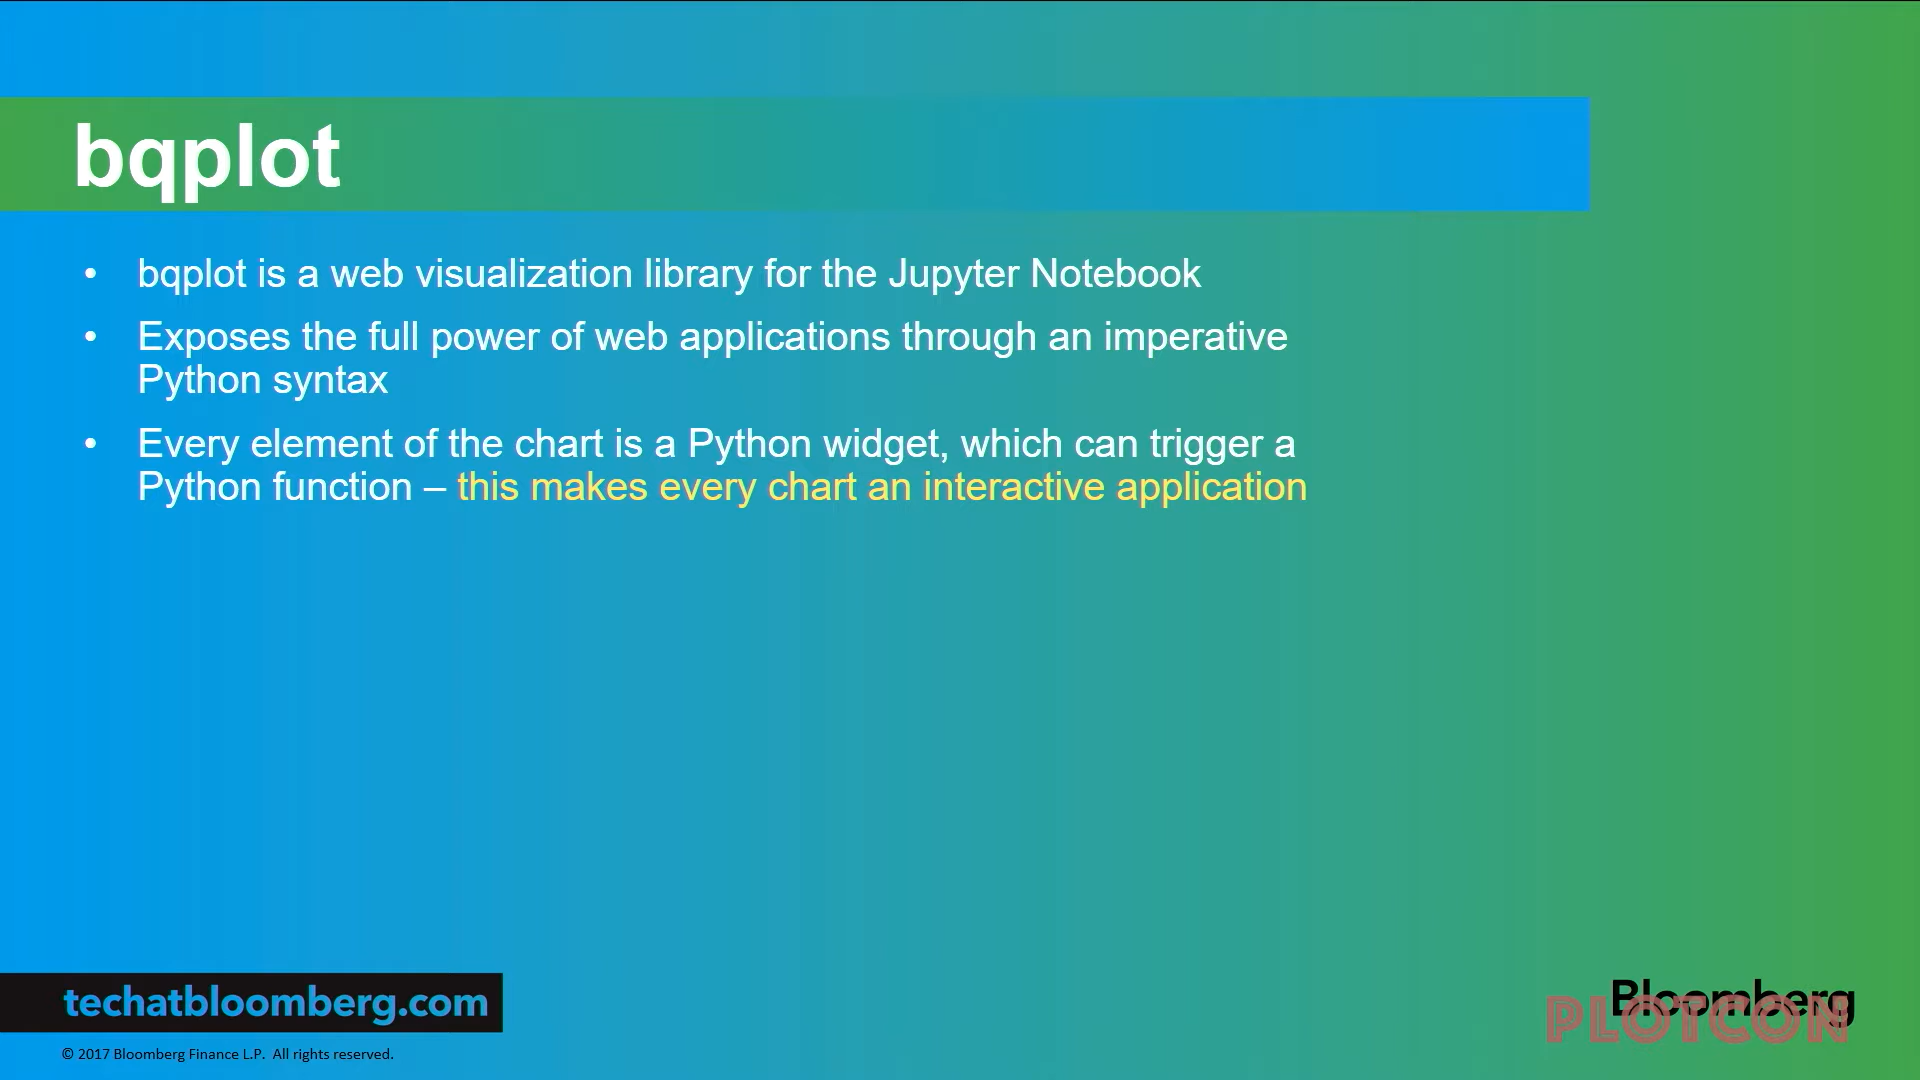 bqplot
• bqplot is a web visualization library for the Jupyter Notebook
• Exposes the full power of web applications through an imperative
Python syntax
• Every element of the chart is a Python widget, which can trigger a
Python function – this makes every chart an interactive application
techatbloomberg.com
Bloomberg
PLOTCON
© 2017 Bloomberg Finance L.P. All rights reserved.